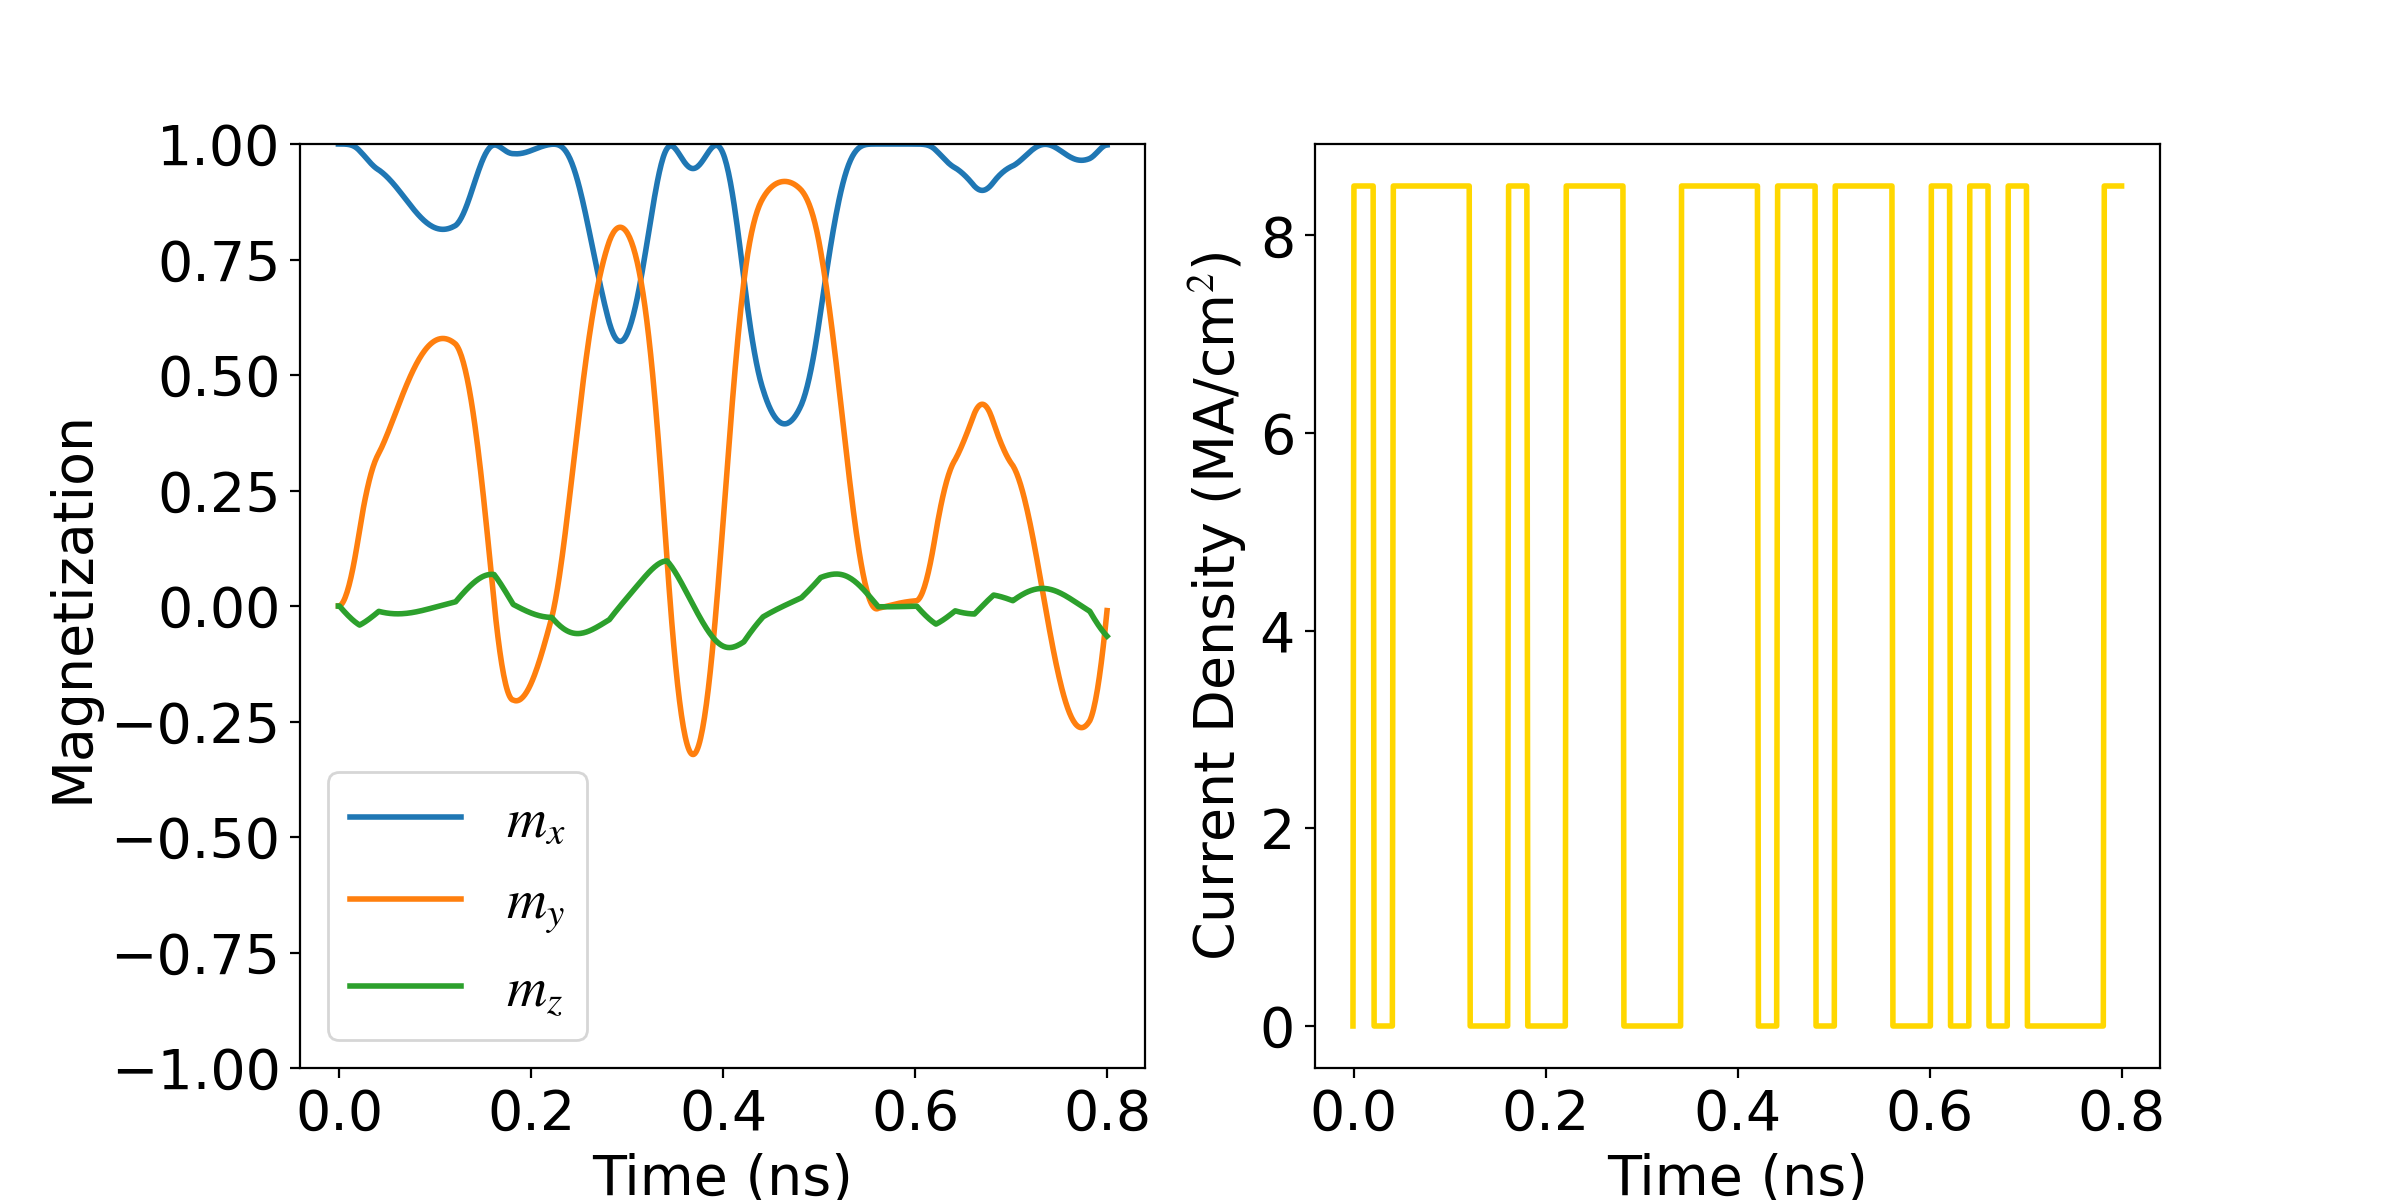 1.00
0.75
0.50
0.25
0.00
−0.25
−0.50
−0.75
−1.00
Magnetization
m_x
m_y
m_z
0.0 0.2 0.4 0.6 0.8
Time (ns)
8
6
4
2
0
Current Density (MA/cm²)
0.0 0.2 0.4 0.6 0.8
Time (ns)